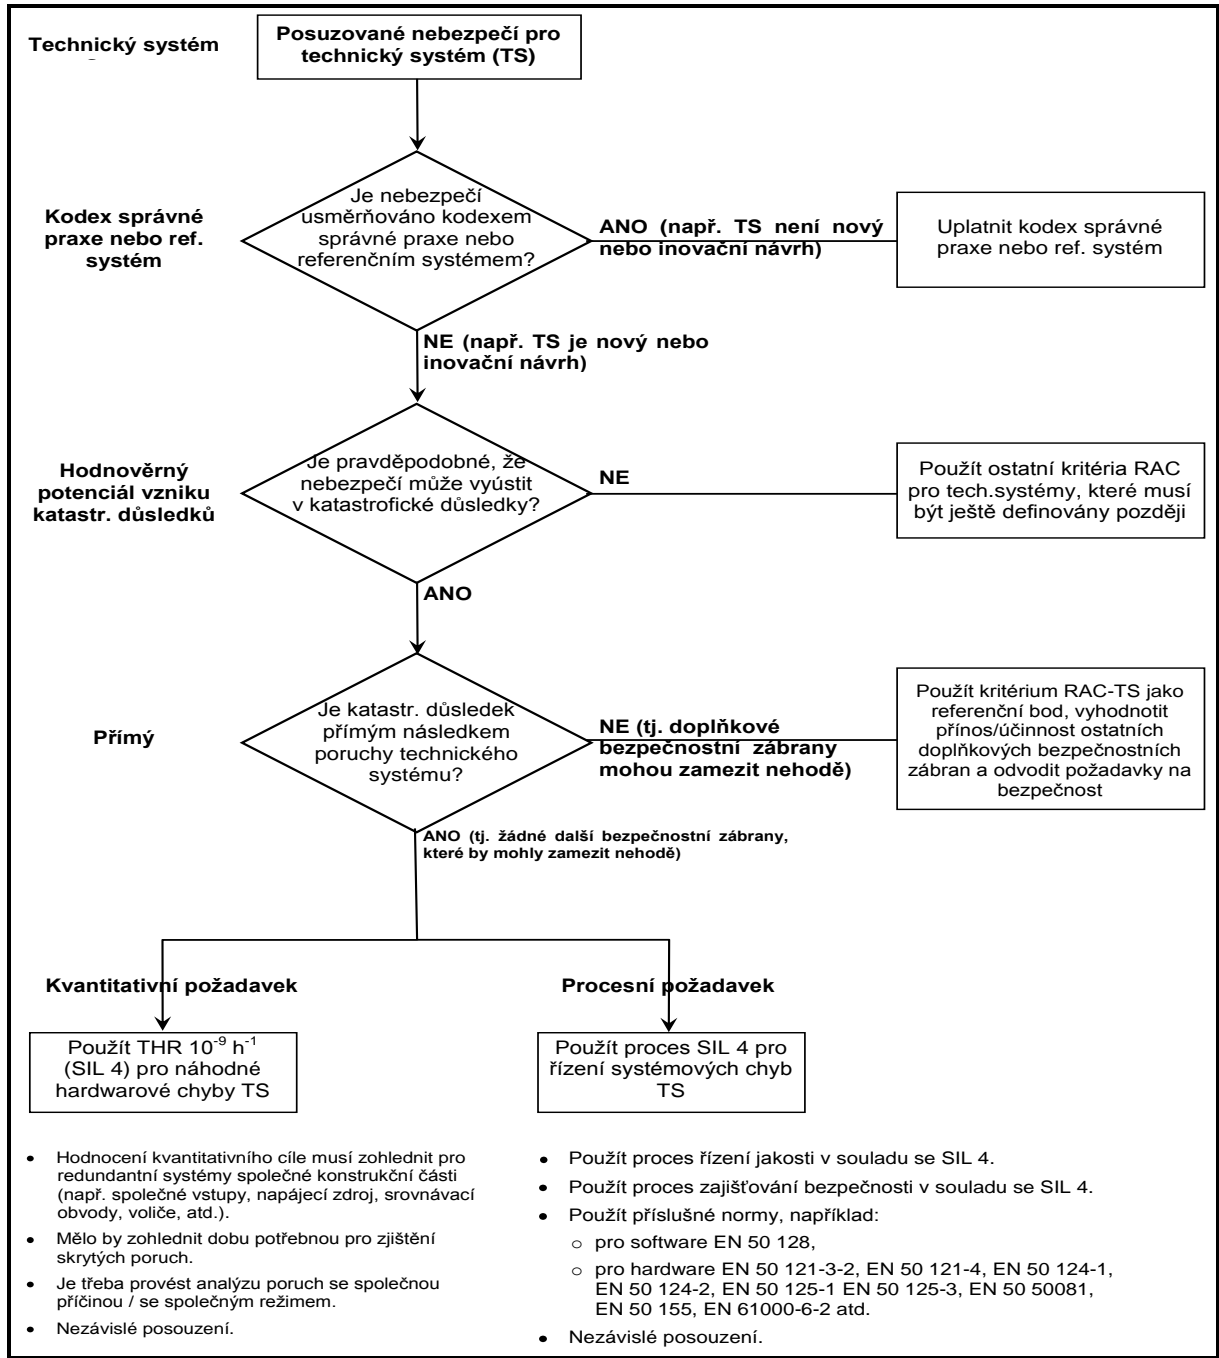 Technický systém
Posuzované nebezpečí pro
technický systém (TS)
Kodex správné
praxe nebo ref.
systém
Je nebezpečí
usměrňováno kodexem
správné praxe nebo
referenčním systémem?
ANO (např. TS není nový
nebo inovační návrh)
Uplatnit kodex správné
praxe nebo ref. systém
NE (např. TS je nový nebo
inovační návrh)
Hodnověrný
potenciál vzniku
katastr. důsledků
Je pravděpodobné, že
nebezpečí může vyústit
v katastrofické důsledky?
NE
Použít ostatní kritéria RAC
pro tech.systémy, které musí
být ještě definovány později
ANO
Přímý
Je katastr. důsledek
přímým následkem
poruchy technického
systému?
NE (tj. doplňkové
bezpečnostní zábrany
mohou zamezit nehodě)
Použít kritérium RAC-TS jako
referenční bod, vyhodnotit
přínos/účinnost ostatních
doplňkových bezpečnostních
zábran a odvodit požadavky na
bezpečnost
ANO (tj. žádné další bezpečnostní zábrany,
které by mohly zamezit nehodě)
Kvantitativní požadavek
Použít THR 10⁻⁹ h⁻¹
(SIL 4) pro náhodné
hardwarové chyby TS
• Hodnocení kvantitativního cíle musí zohlednit pro
redundantní systémy společné konstrukční části
(např. společné vstupy, napájecí zdroj, srovnávací
obvody, voliče, atd.).
• Mělo by zohlednit dobu potřebnou pro zjištění
skrytých poruch.
• Je třeba provést analýzu poruch se společnou
příčinou / se společným režimem.
• Nezávislé posouzení.
Procesní požadavek
Použít proces SIL 4 pro
řízení systémových chyb
TS
• Použít proces řízení jakosti v souladu se SIL 4.
• Použít proces zajišťování bezpečnosti v souladu se SIL 4.
• Použít příslušné normy, například:
o pro software EN 50 128,
o pro hardware EN 50 121-3-2, EN 50 121-4, EN 50 124-1,
EN 50 124-2, EN 50 125-1 EN 50 125-3, EN 50 50081,
EN 50 155, EN 61000-6-2 atd.
• Nezávislé posouzení.